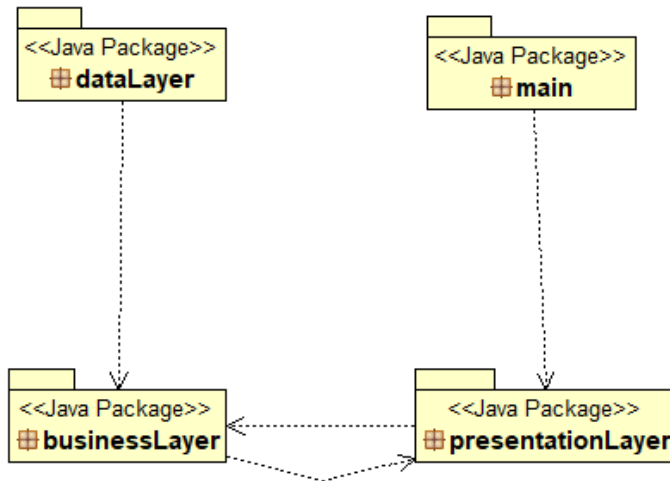 <<Java Package>>
dataLayer
<<Java Package>>
main
<<Java Package>>
businessLayer
<<Java Package>>
presentationLayer